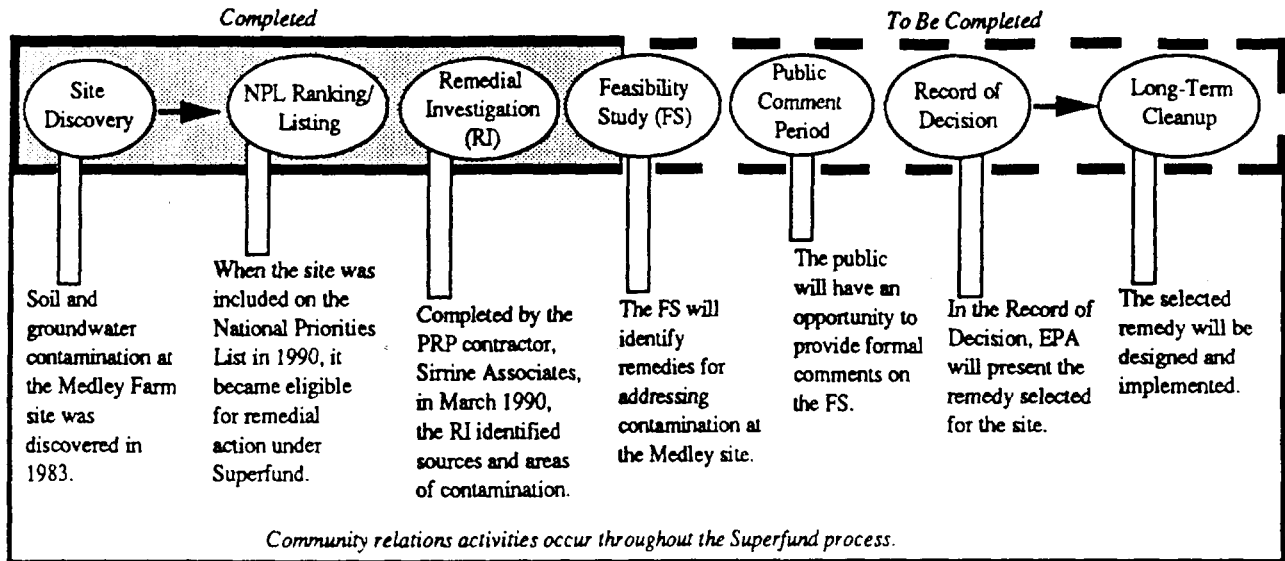 Completed
To Be Completed
Site
Discovery
NPL Ranking/
Listing
Remedial
Investigation
(RI)
Feasibility
Study (FS)
Public
Comment
Period
Record of
Decision
Long-Term
Cleanup
Soil and
groundwater
contamination at
the Medley Farm
site was
discovered in
1983.
When the site was
included on the
National Priorities
List in 1990, it
became eligible
for remedial
action under
Superfund.
Completed by the
PRP contractor,
Sirrine Associates,
in March 1990,
the RI identified
sources and areas
of contamination.
The FS will
identify
remedies for
addressing
contamination at
the Medley site.
The public
will have an
opportunity to
provide formal
comments on
the FS.
In the Record of
Decision, EPA
will present the
remedy selected
for the site.
The selected
remedy will be
designed and
implemented.
Community relations activities occur throughout the Superfund process.